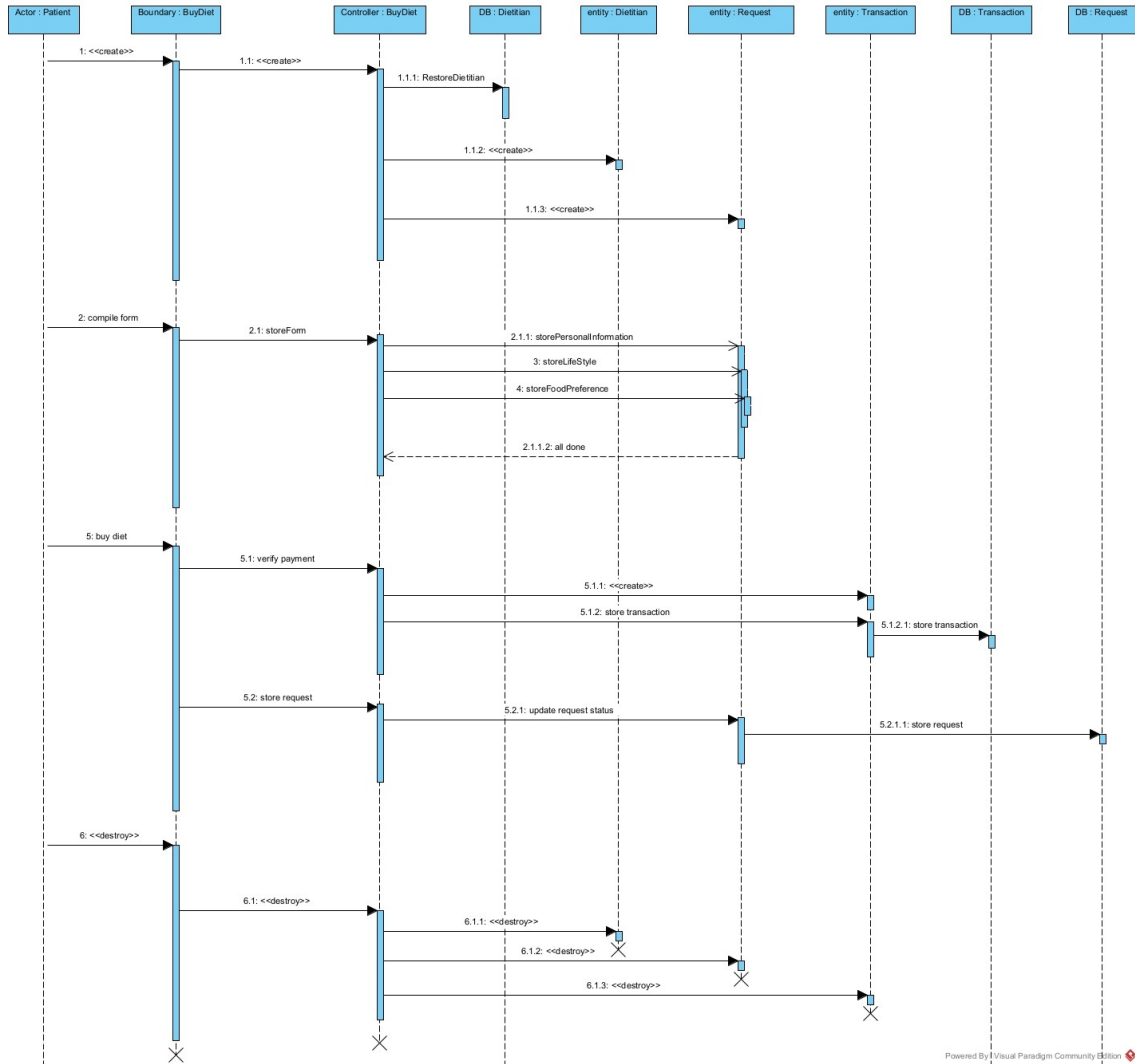 Actor : Patient
Boundary : BuyDiet
Controller : BuyDiet
DB : Dietitian
entity : Dietitian
entity : Request
entity : Transaction
DB : Transaction
DB : Request
1: <<create>>
1.1: <<create>>
1.1.1: RestoreDietitian
1.1.2: <<create>>
1.1.3: <<create>>
2: compile form
2.1: storeForm
2.1.1: storePersonalInformation
3: storeLifeStyle
4: storeFoodPreference
2.1.1.2: all done
5: buy diet
5.1: verify payment
5.1.1: <<create>>
5.1.2: store transaction
5.1.2.1: store transaction
5.2: store request
5.2.1: update request status
5.2.1.1: store request
6: <<destroy>>
6.1: <<destroy>>
6.1.1: <<destroy>>
6.1.2: <<destroy>>
6.1.3: <<destroy>>
Powered By Visual Paradigm Community Edition